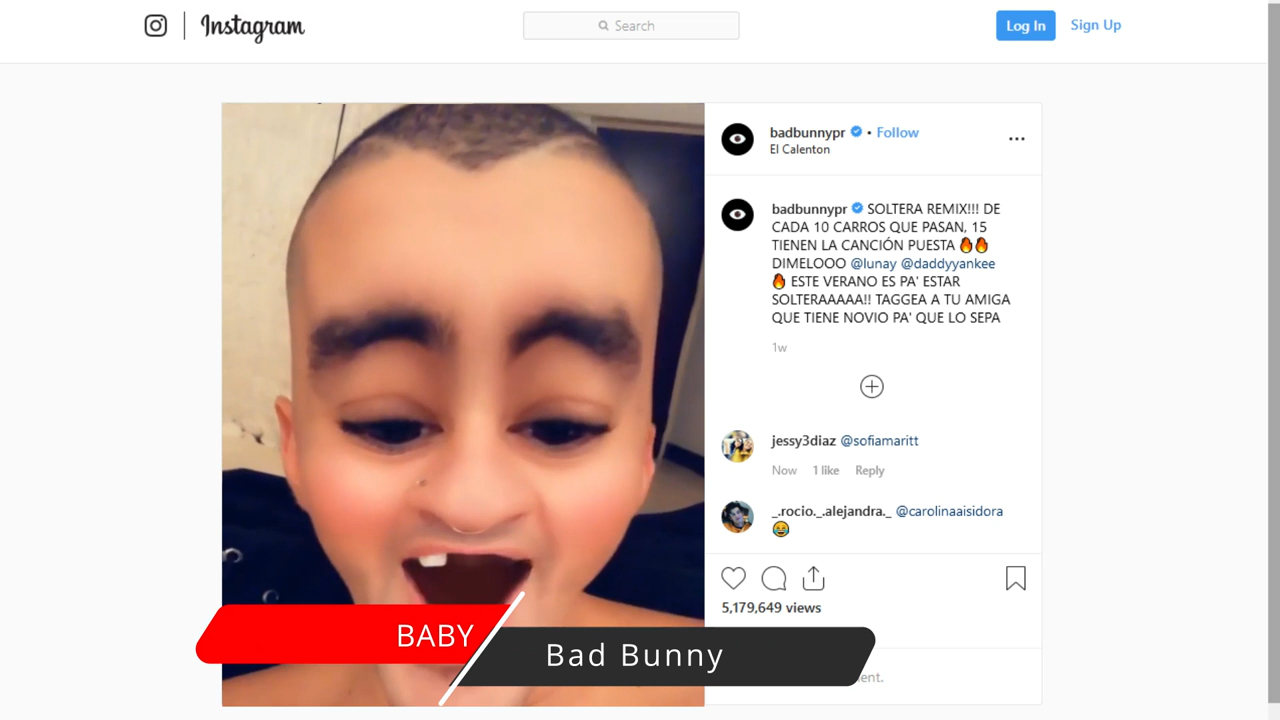 Instagram
Search
Log In
Sign Up
badbunnypr • Follow
El Calenton
badbunnypr SOLTERA REMIX!!! DE
CADA 10 CARROS QUE PASAN, 15
TIENEN LA CANCIÓN PUESTA 🔥🔥
DIMELOOO @lunay @daddyyankee
🔥 ESTE VERANO ES PA' ESTAR
SOLTERAAAAA!! TAGGEA A TU AMIGA
QUE TIENE NOVIO PA' QUE LO SEPA
1w
jessy3diaz @sofiamaritt
Now 1 like Reply
_.rocio._.alejandra._ @carolinaaisidora
😂
5,179,649 views
BABY
Bad Bunny
ent.